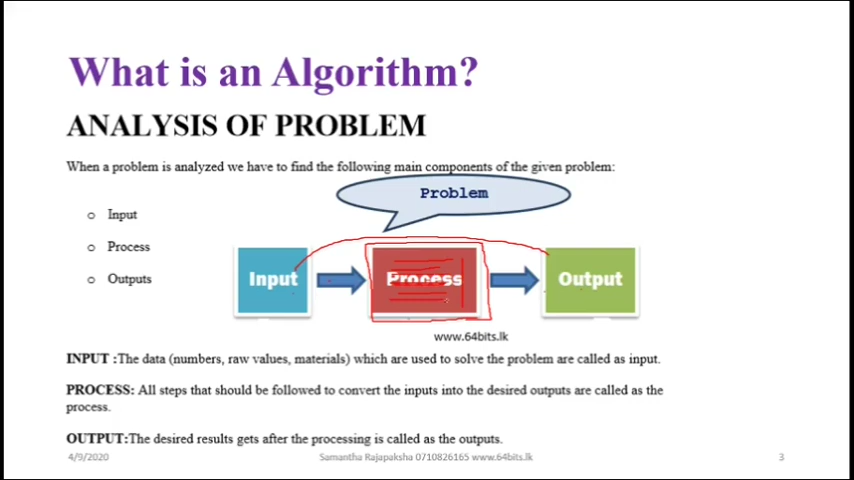 What is an Algorithm?
ANALYSIS OF PROBLEM
When a problem is analyzed we have to find the following main components of the given problem:
Problem
o Input
o Process
o Outputs
Input
Process
Output
www.64bits.lk
INPUT :The data (numbers, raw values, materials) which are used to solve the problem are called as input.
PROCESS: All steps that should be followed to convert the inputs into the desired outputs are called as the
process.
OUTPUT:The desired results gets after the processing is called as the outputs.
4/9/2020
Samantha Rajapaksha 0710826165 www.64bits.lk
3